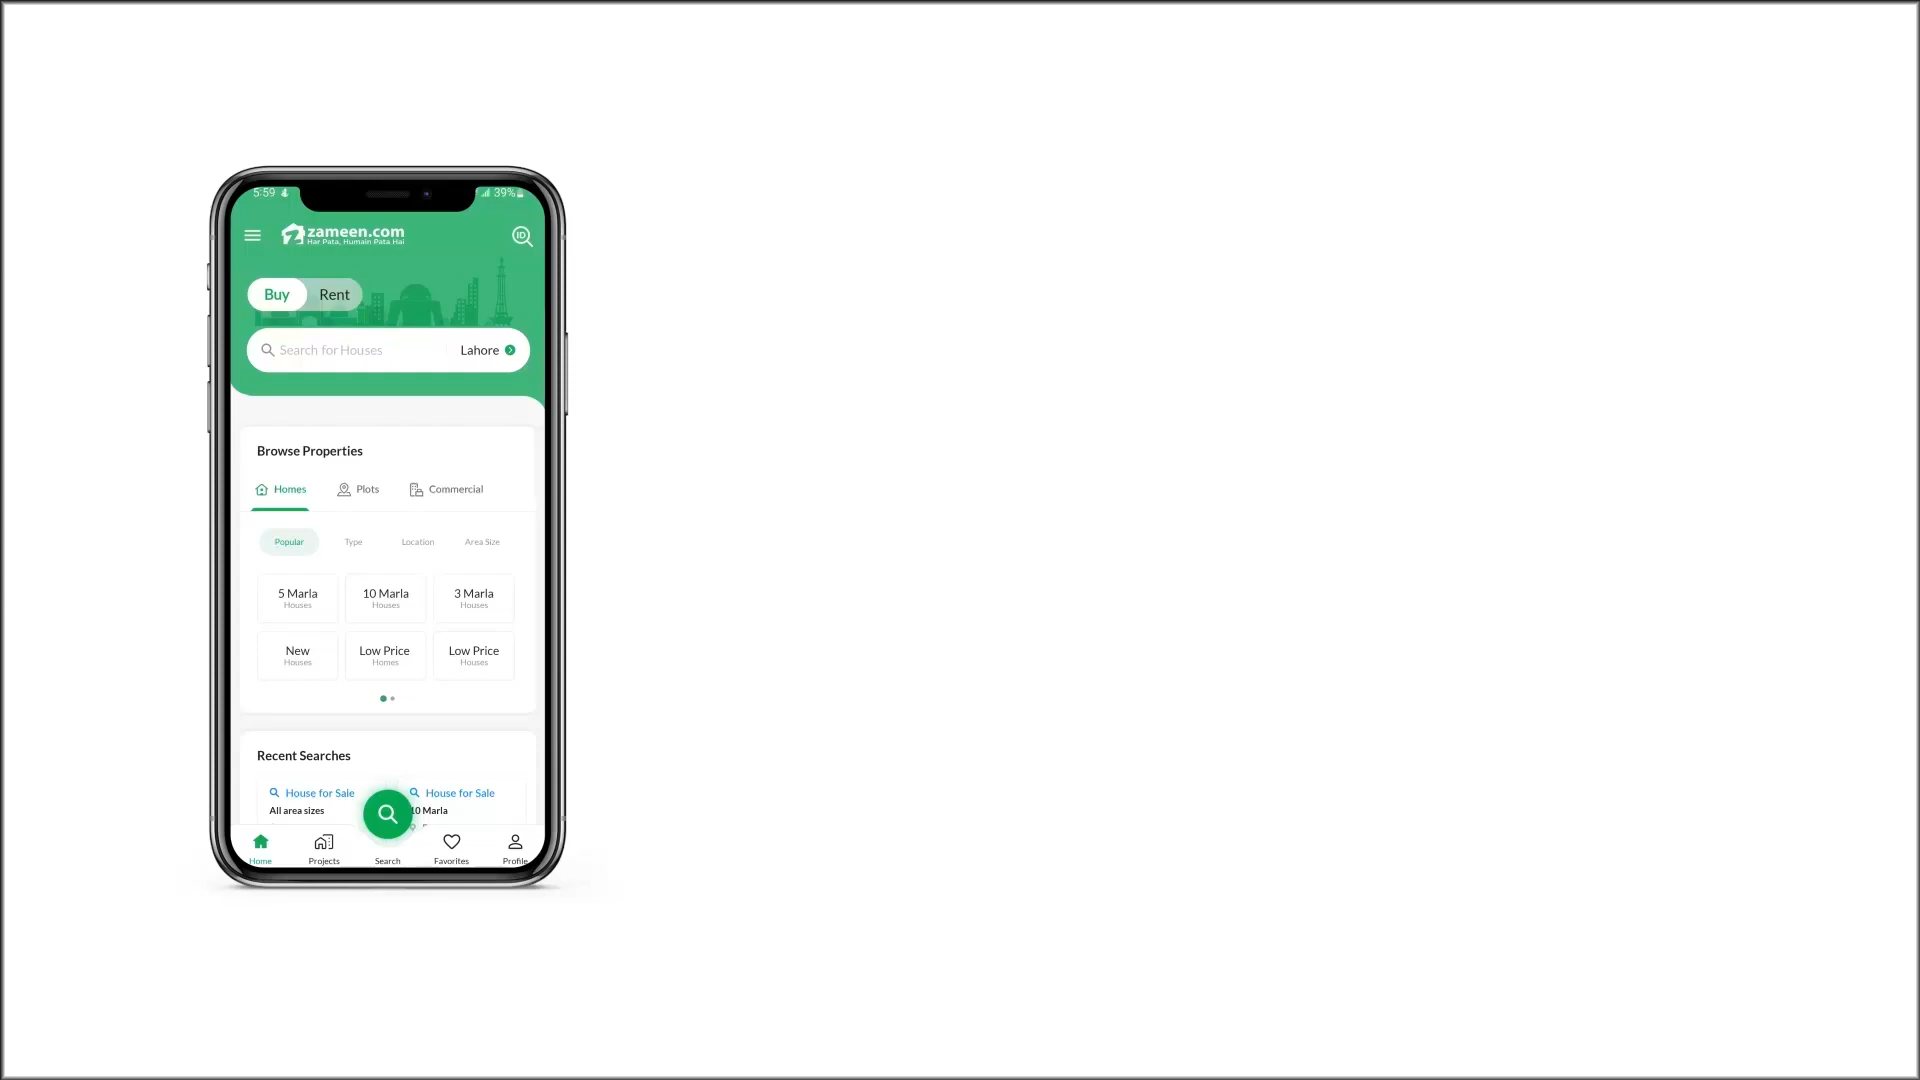 5:59
39%
zameen.com
Har Pata, Humain Pata Hai
ID
Buy Rent
Search for Houses Lahore
Browse Properties
Homes Plots Commercial
Popular Type Location Area Size
5 Marla 10 Marla 3 Marla
Houses Houses Houses
New Low Price Low Price
Houses Homes Houses
Recent Searches
House for Sale House for Sale
All area sizes 10 Marla
Home Projects Search Favorites Profile